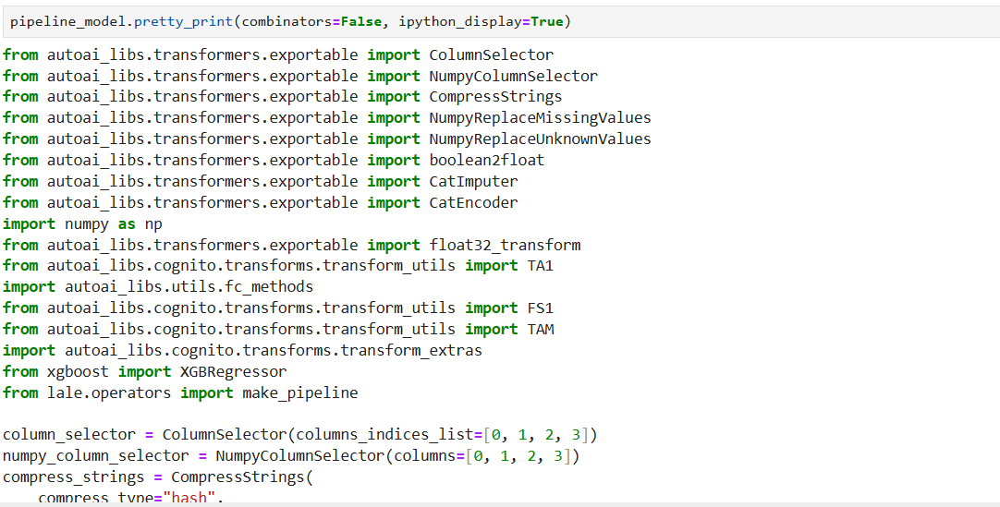 pipeline_model.pretty_print(combinators=False, ipython_display=True)
from autoai_libs.transformers.exportable import ColumnSelector
from autoai_libs.transformers.exportable import NumpyColumnSelector
from autoai_libs.transformers.exportable import CompressStrings
from autoai_libs.transformers.exportable import NumpyReplaceMissingValues
from autoai_libs.transformers.exportable import NumpyReplaceUnknownValues
from autoai_libs.transformers.exportable import boolean2float
from autoai_libs.transformers.exportable import CatImputer
from autoai_libs.transformers.exportable import CatEncoder
import numpy as np
from autoai_libs.transformers.exportable import float32_transform
from autoai_libs.cognito.transforms.transform_utils import TA1
import autoai_libs.utils.fc_methods
from autoai_libs.cognito.transforms.transform_utils import FS1
from autoai_libs.cognito.transforms.transform_utils import TAM
import autoai_libs.cognito.transforms.transform_extras
from xgboost import XGBRegressor
from lale.operators import make_pipeline

column_selector = ColumnSelector(columns_indices_list=[0, 1, 2, 3])
numpy_column_selector = NumpyColumnSelector(columns=[0, 1, 2, 3])
compress_strings = CompressStrings(
    compress_type="hash",